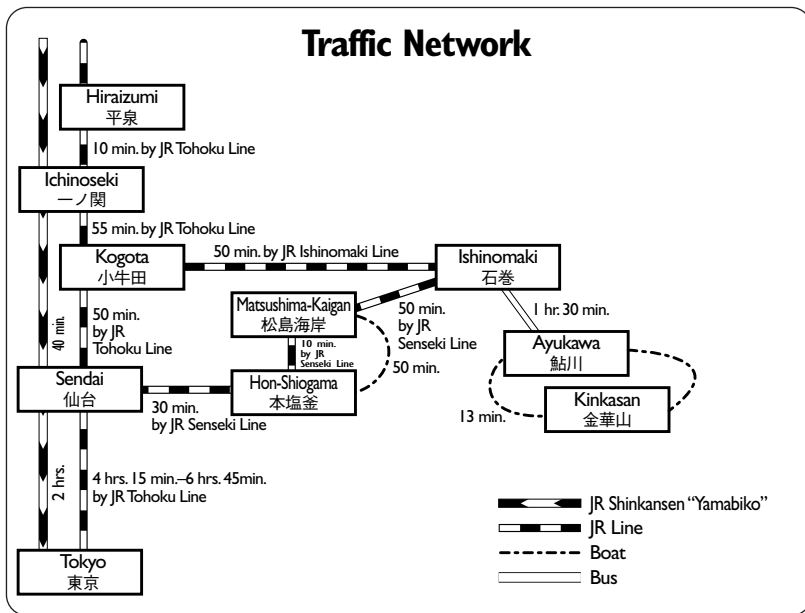 Traffic Network
Hiraizumi
平泉
10 min. by JR Tohoku Line
Ichinoseki
一ノ関
55 min. by JR Tohoku Line
Kogota
小牛田
50 min. by JR Ishinomaki Line
Ishinomaki
石巻
50 min.
by JR
Tohoku Line
40 min.
Matsushima-Kaigan
松島海岸
50 min.
by JR
Senseki Line
1 hr. 30 min.
10 min.
by JR
Senseki Line
50 min.
Ayukawa
鮎川
Sendai
仙台
30 min.
by JR Senseki Line
Hon-Shiogama
本塩釜
13 min.
Kinkasan
金華山
2 hrs.
4 hrs. 15 min.–6 hrs. 45min.
by JR Tohoku Line
Tokyo
東京
JR Shinkansen “Yamabiko”
JR Line
Boat
Bus